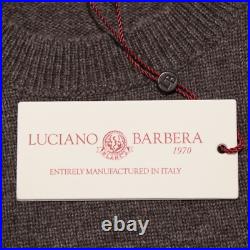 LUCIANO BARBERA
1970
ENTIRELY MANUFACTURED IN ITALY